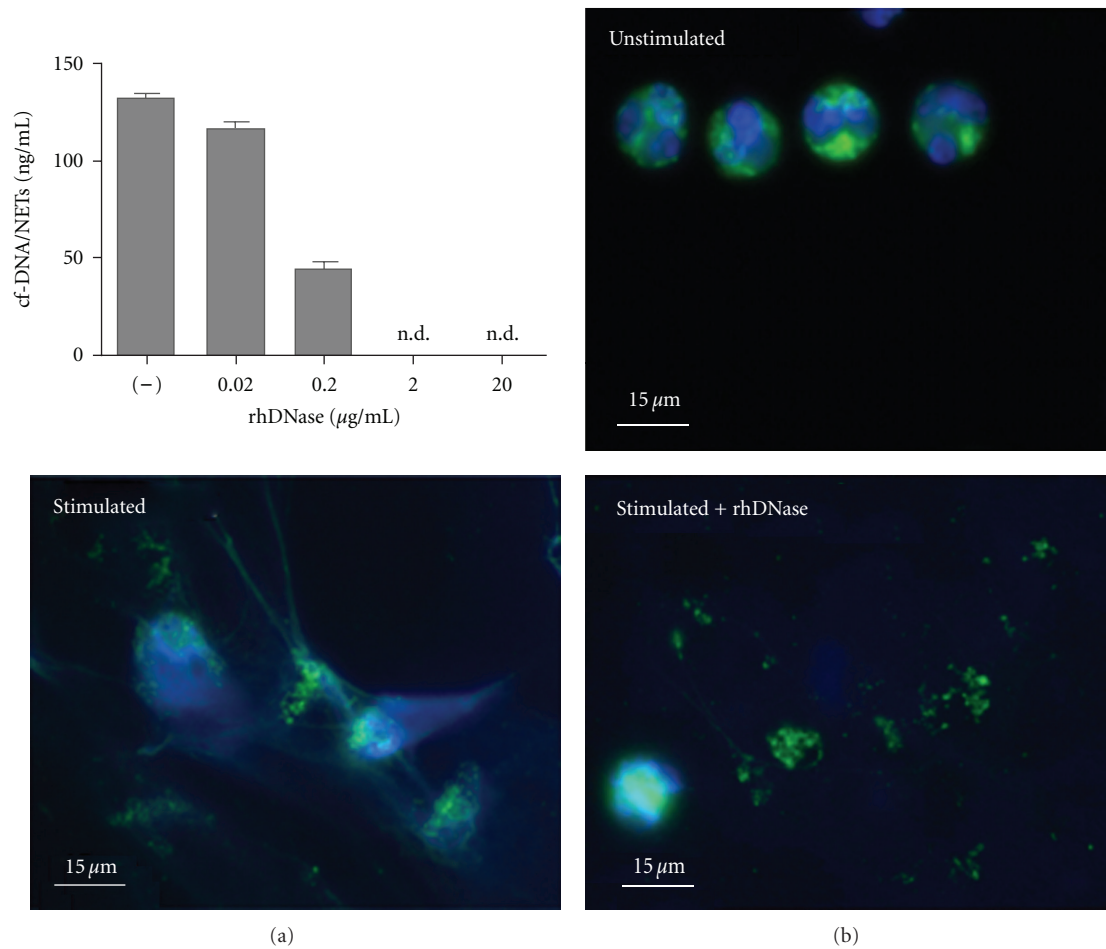 150
100
50
0
cf-DNA/NETs (ng/mL)
n.d.
n.d.
(−)
0.02
0.2
2
20
rhDNase (μg/mL)
Unstimulated
15 μm
Stimulated
15 μm
Stimulated + rhDNase
15 μm
(a)
(b)